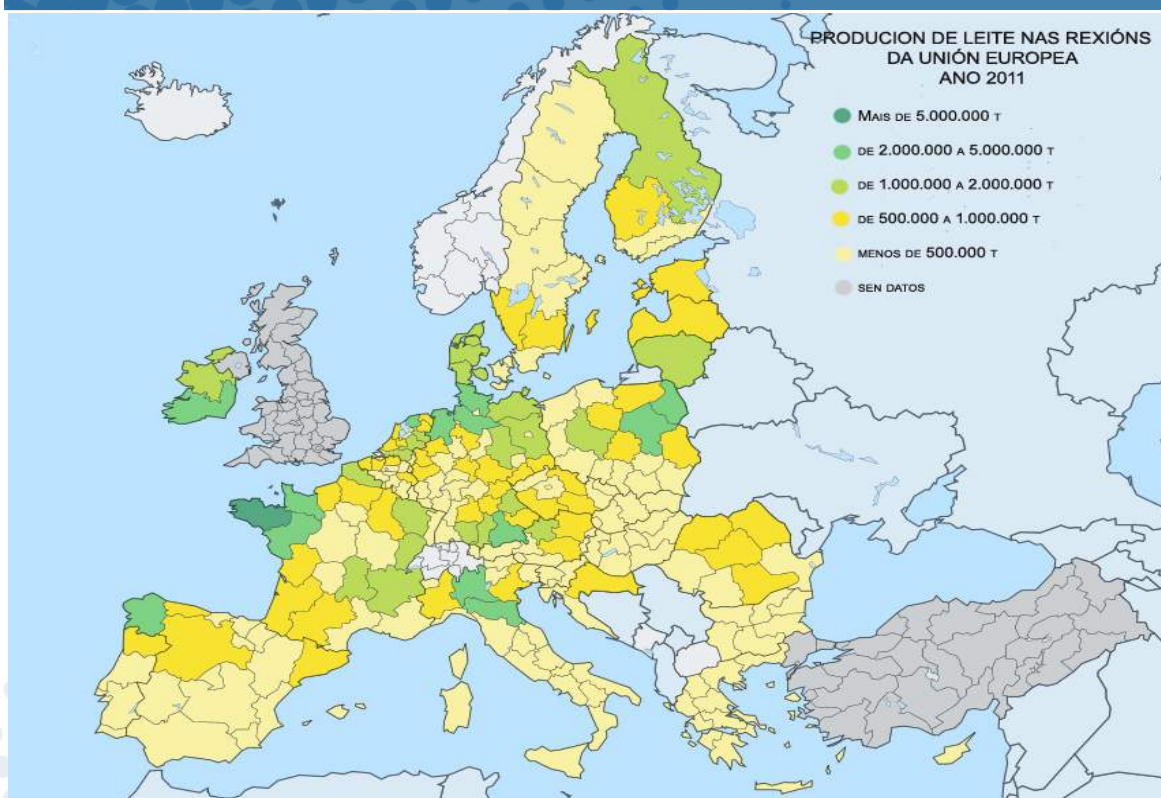 PRODUCION DE LEITE NAS REXIÓNS
DA UNIÓN EUROPEA
ANO 2011
MAIS DE 5.000.000 T
DE 2.000.000 A 5.000.000 T
DE 1.000.000 A 2.000.000 T
DE 500.000 A 1.000.000 T
MENOS DE 500.000 T
SEN DATOS